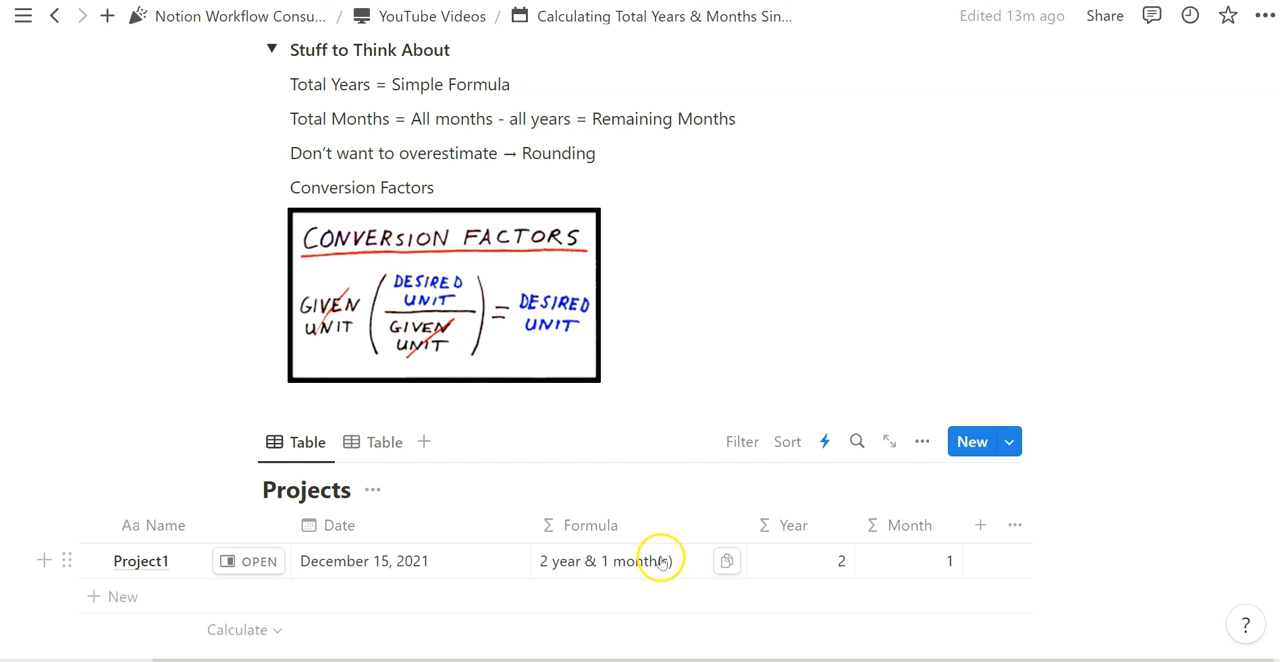 Notion Workflow Consu... / YouTube Videos / Calculating Total Years & Months Sin... Edited 13m ago Share
Stuff to Think About
Total Years = Simple Formula
Total Months = All months - all years = Remaining Months
Don't want to overestimate → Rounding
Conversion Factors
CONVERSION FACTORS
GIVEN UNIT ( DESIRED UNIT / GIVEN UNIT ) = DESIRED UNIT
Table Table + Filter Sort New
Projects
Aa Name Date Σ Formula Σ Year Σ Month +
Project1 OPEN December 15, 2021 2 year & 1 month(s) 2 1
+ New
Calculate
?